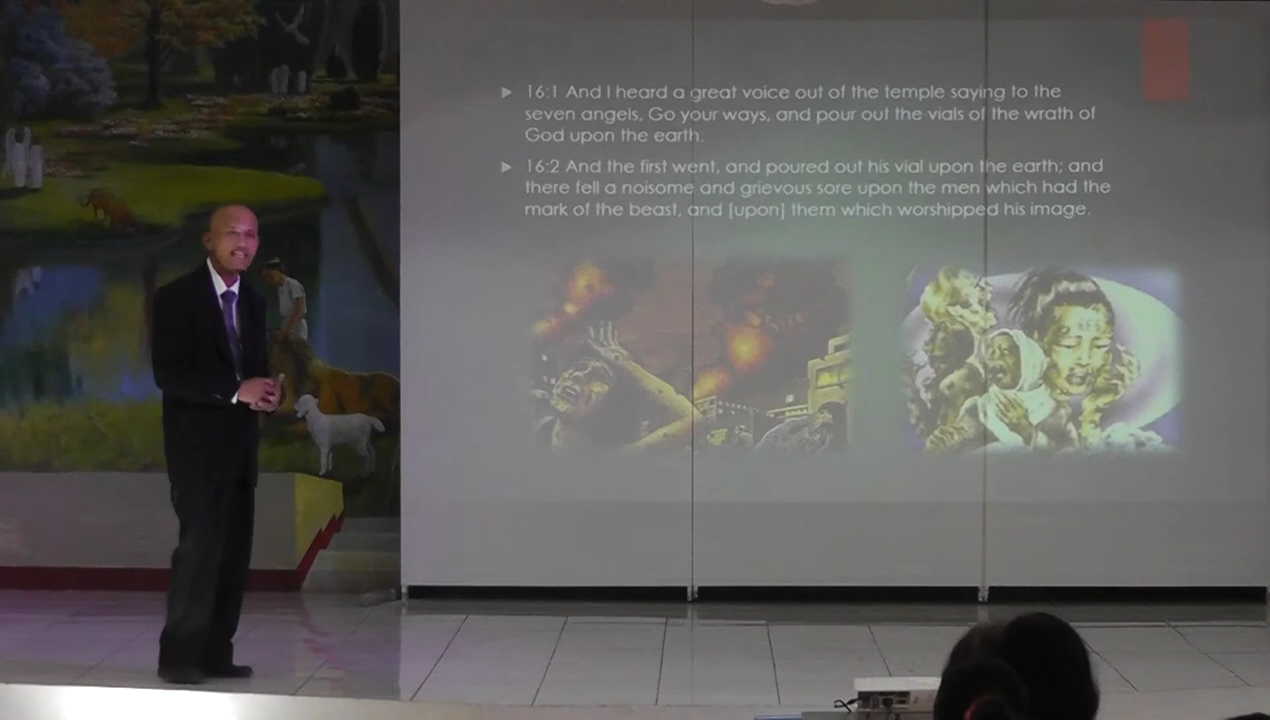 16:1 And I heard a great voice out of the temple saying to the
seven angels, Go your ways, and pour out the vials of the wrath of
God upon the earth.
16:2 And the first went, and poured out his vial upon the earth; and
there fell a noisome and grievous sore upon the men which had the
mark of the beast, and [upon] them which worshipped his image.